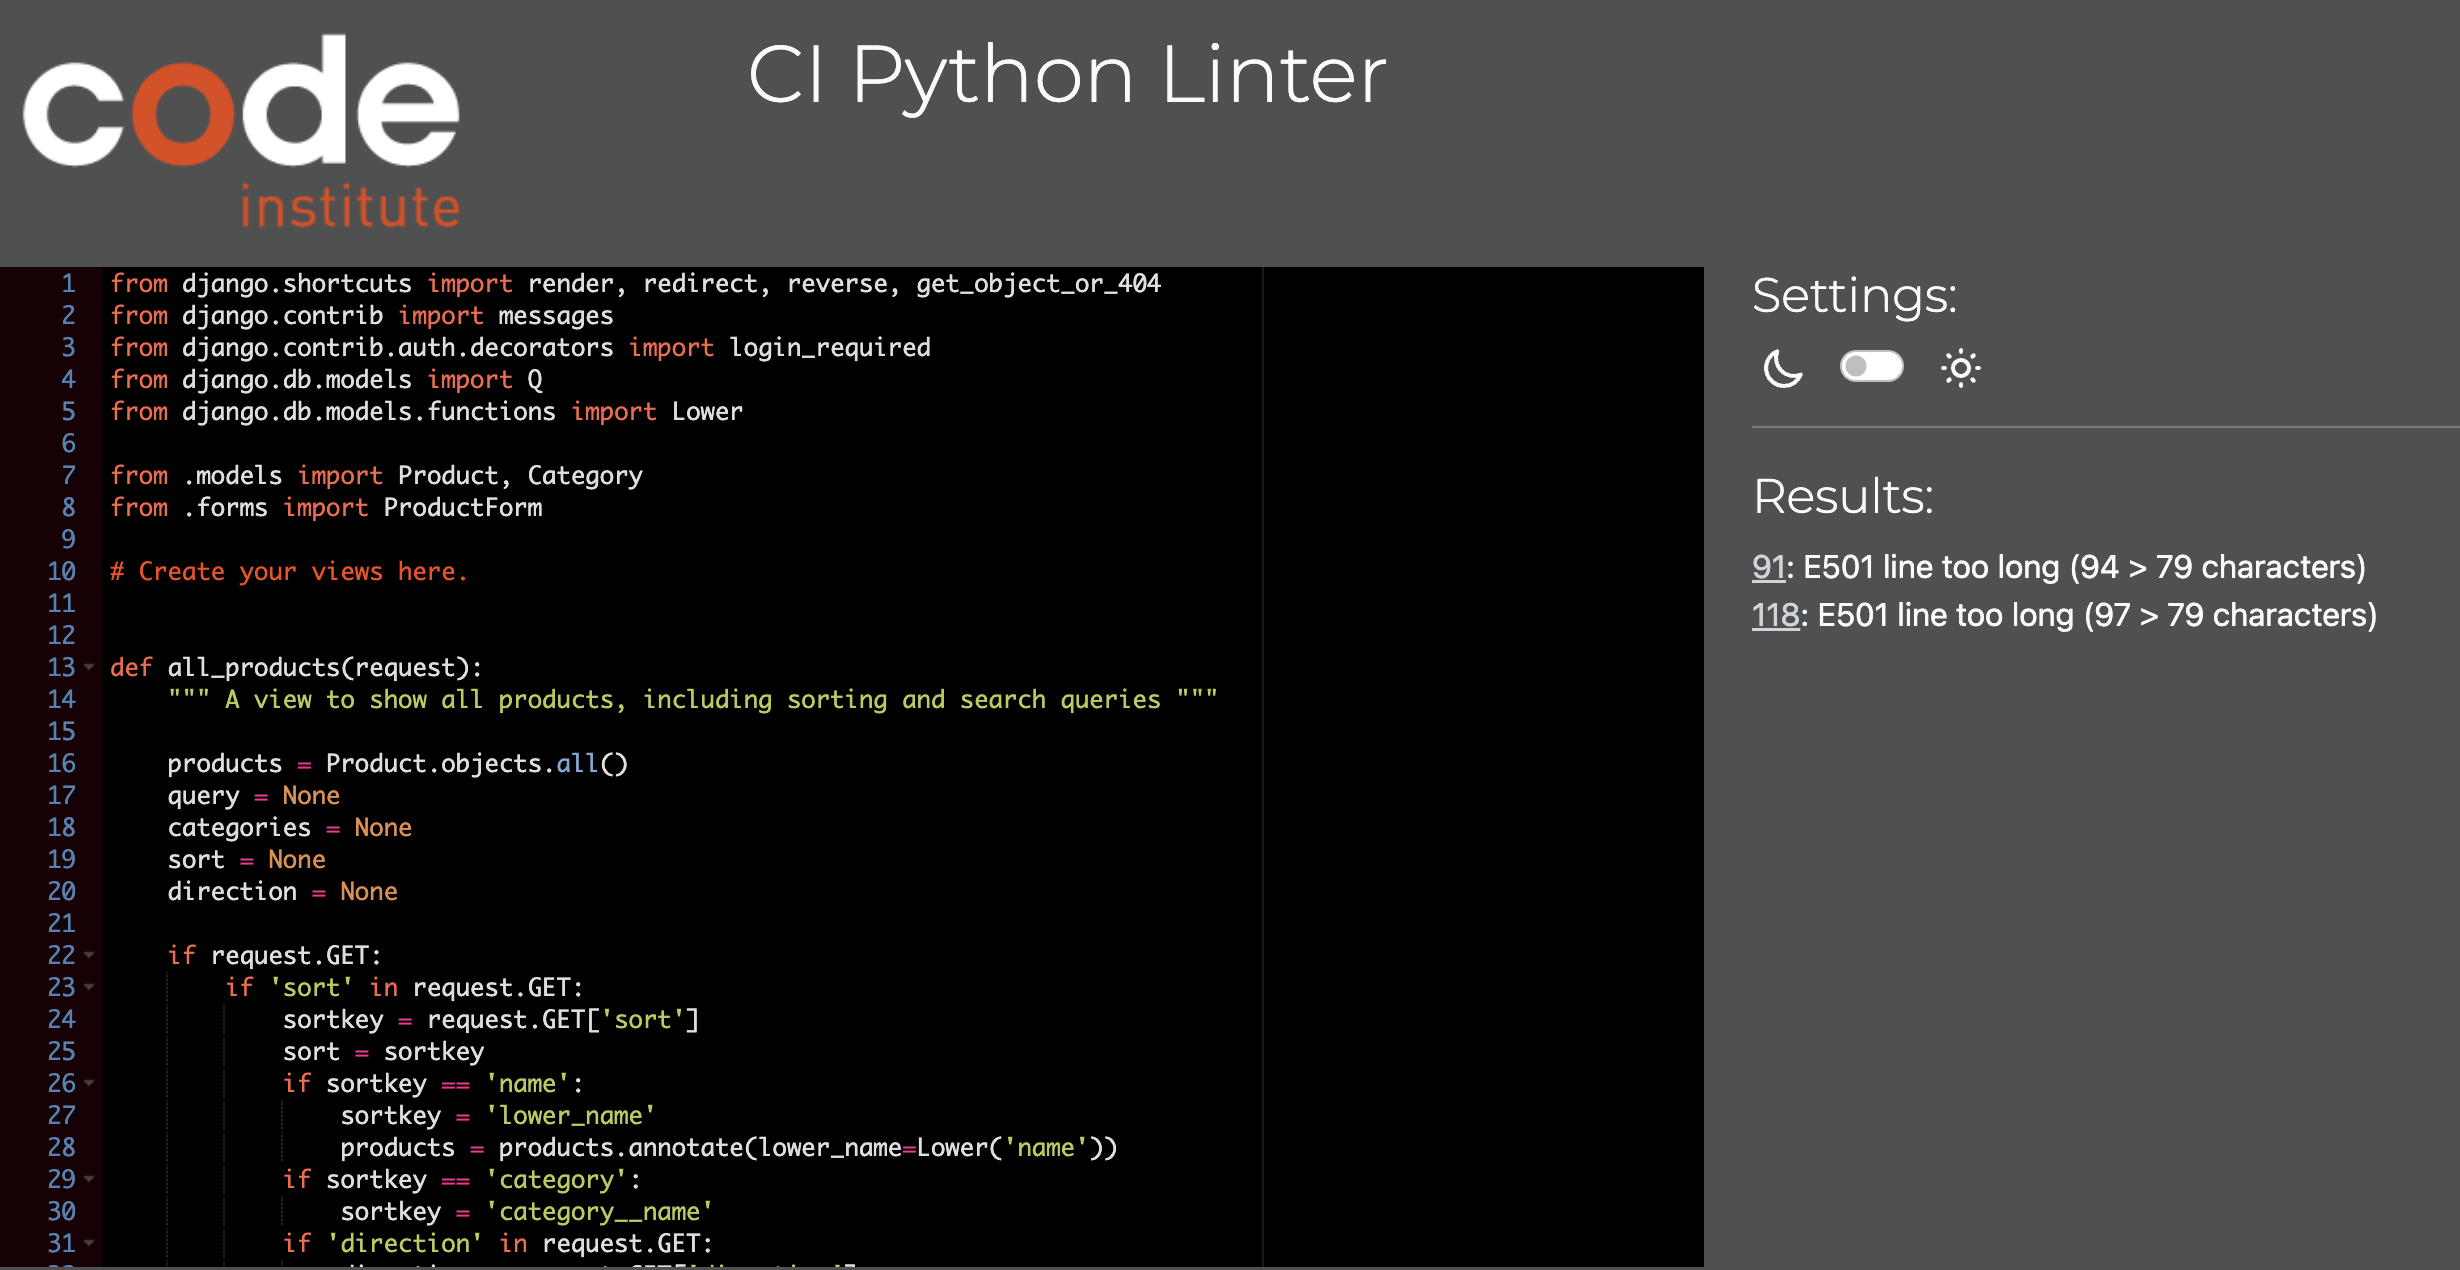 code
institute
CI Python Linter
1 from django.shortcuts import render, redirect, reverse, get_object_or_404
2 from django.contrib import messages
3 from django.contrib.auth.decorators import login_required
4 from django.db.models import Q
5 from django.db.models.functions import Lower
6
7 from .models import Product, Category
8 from .forms import ProductForm
9
10 # Create your views here.
11
12
13 def all_products(request):
14     """ A view to show all products, including sorting and search queries """
15
16     products = Product.objects.all()
17     query = None
18     categories = None
19     sort = None
20     direction = None
21
22     if request.GET:
23         if 'sort' in request.GET:
24             sortkey = request.GET['sort']
25             sort = sortkey
26             if sortkey == 'name':
27                 sortkey = 'lower_name'
28                 products = products.annotate(lower_name=Lower('name'))
29             if sortkey == 'category':
30                 sortkey = 'category__name'
31             if 'direction' in request.GET:
Settings:
Results:
91: E501 line too long (94 > 79 characters)
118: E501 line too long (97 > 79 characters)